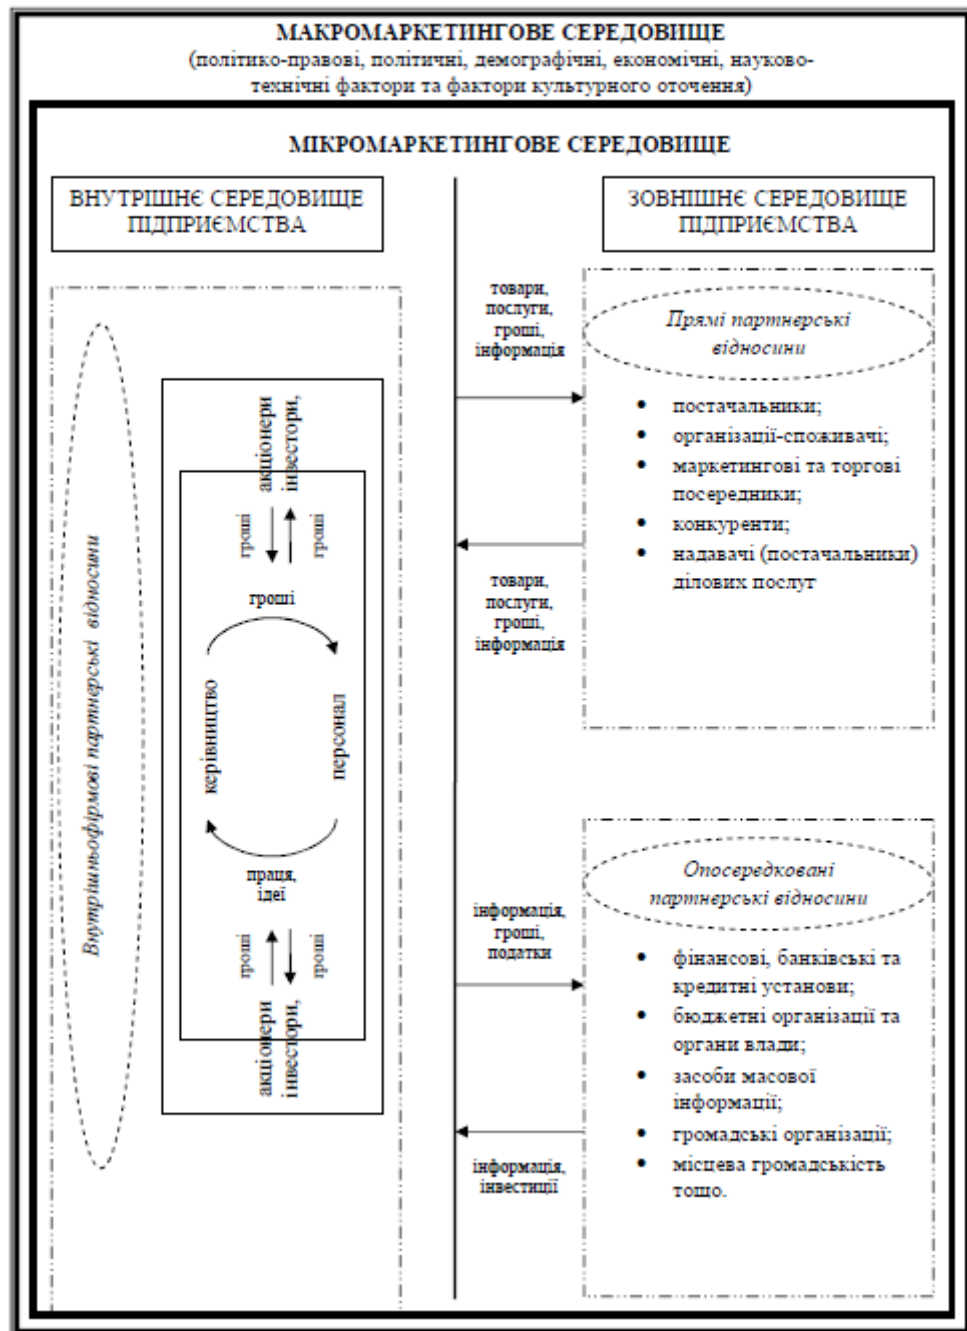 МАКРОМАРКЕТИНГОВЕ СЕРЕДОВИЩЕ
(політико-правові, політичні, демографічні, економічні, науково-
технічні фактори та фактори культурного оточення)
МІКРОМАРКЕТИНГОВЕ СЕРЕДОВИЩЕ
ВНУТРІШНЄ СЕРЕДОВИЩЕ
ПІДПРИЄМСТВА
Внутрішньофірмові партнерські відносини
акціонери
інвестори,
гроші
гроші
гроші
керівництво
персонал
праця,
ідеї
гроші
гроші
акціонери
інвестори,
товари,
послуги,
гроші,
інформація
товари,
послуги,
гроші,
інформація
інформація,
гроші,
податки
інформація,
інвестиції
ЗОВНІШНЄ СЕРЕДОВИЩЕ
ПІДПРИЄМСТВА
Прямі партнерські
відносини
• постачальники;
• організації-споживачі;
• маркетингові та торгові
посередники;
• конкуренти;
• надавачі (постачальники)
ділових послуг
Опосередковані
партнерські відносини
• фінансові, банківські та
кредитні установи;
• бюджетні організації та
органи влади;
• засоби масової
інформації;
• громадські організації;
• місцева громадськість
тощо.